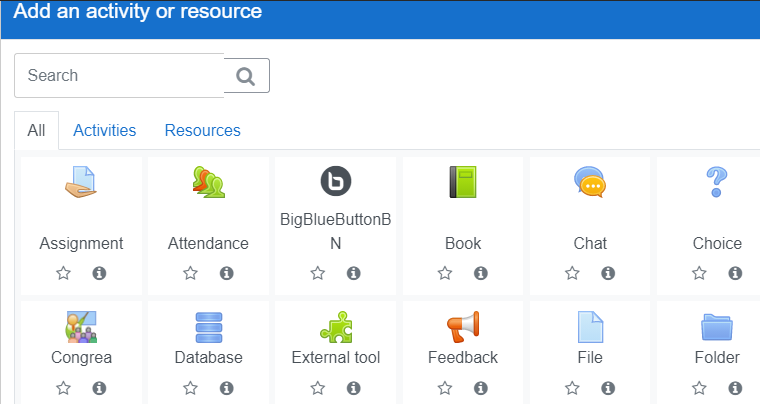 Add an activity or resource
Search
All Activities Resources
Assignment Attendance BigBlueButtonB
N Book Chat Choice
Congrea Database External tool Feedback File Folder